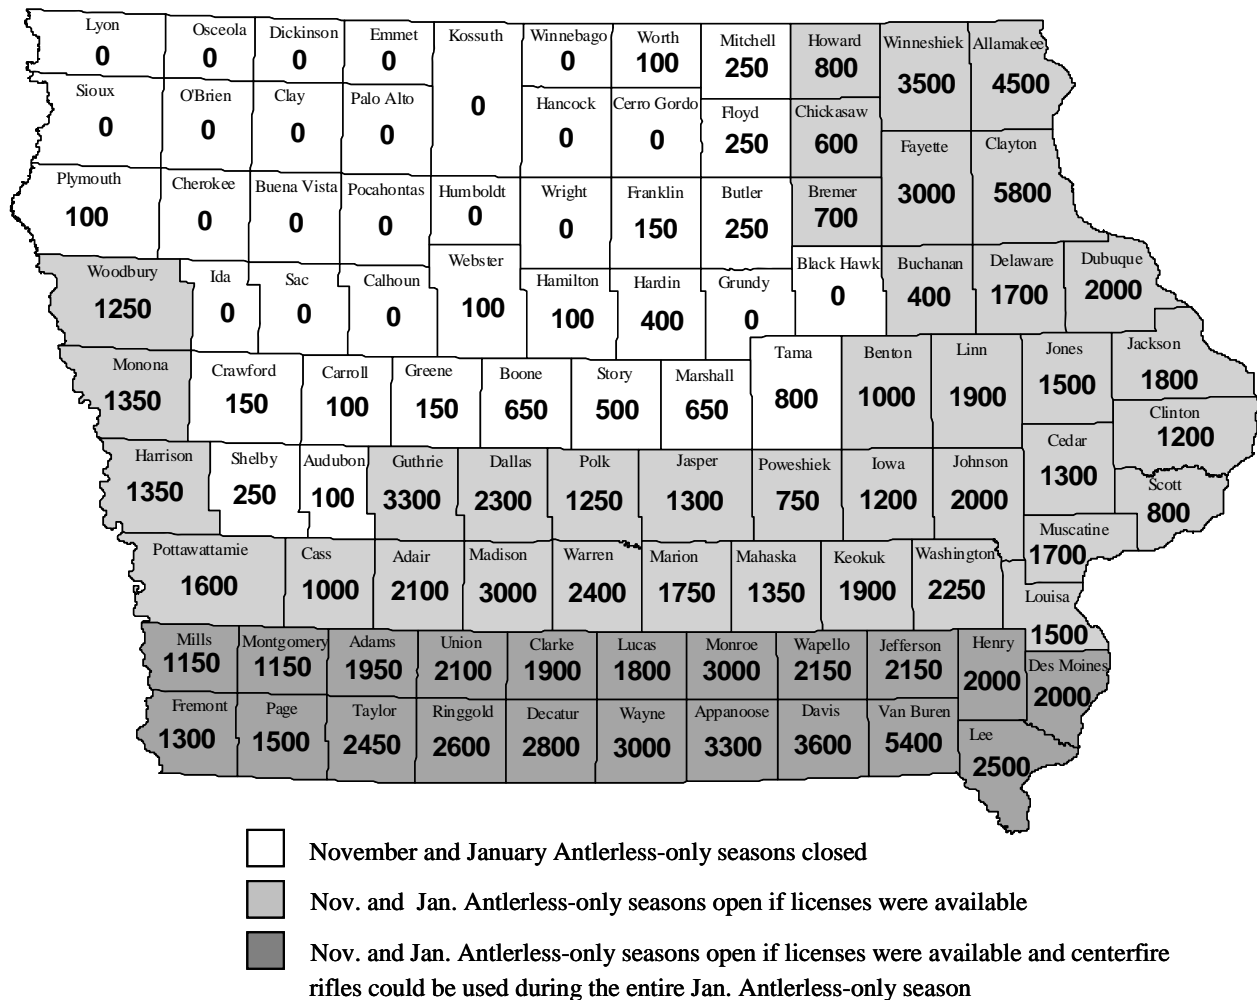 Lyon Osceola Dickinson Emmet Kossuth Winnebago Worth Mitchell Howard Winneshiek Allamakee
0 0 0 0 0 0 100 250 800 3500 4500
Sioux O'Brien Clay Palo Alto Hancock Cerro Gordo Floyd Chickasaw Fayette Clayton
0 0 0 0 0 0 250 600 3000 5800
Plymouth Cherokee Buena Vista Pocahontas Humboldt Wright Franklin Butler Bremer
100 0 0 0 0 0 150 250 700
Woodbury Ida Sac Calhoun Webster Hamilton Hardin Grundy Black Hawk Buchanan Delaware Dubuque
1250 0 0 0 100 100 400 0 0 400 1700 2000
Monona Crawford Carroll Greene Boone Story Marshall Tama Benton Linn Jones Jackson
1350 150 100 150 650 500 650 800 1000 1900 1500 1800
Clinton
1200
Harrison Shelby Audubon Guthrie Dallas Polk Jasper Poweshiek Iowa Johnson Cedar Scott
1350 250 100 3300 2300 1250 1300 750 1200 2000 1300 800
Muscatine
1700
Pottawattamie Cass Adair Madison Warren Marion Mahaska Keokuk Washington Louisa
1600 1000 2100 3000 2400 1750 1350 1900 2250 1500
Mills Montgomery Adams Union Clarke Lucas Monroe Wapello Jefferson Henry Des Moines
1150 1150 1950 2100 1900 1800 3000 2150 2150 2000 2000
Fremont Page Taylor Ringgold Decatur Wayne Appanoose Davis Van Buren Lee
1300 1500 2450 2600 2800 3000 3300 3600 5400 2500
November and January Antlerless-only seasons closed
Nov. and Jan. Antlerless-only seasons open if licenses were available
Nov. and Jan. Antlerless-only seasons open if licenses were available and centerfire
rifles could be used during the entire Jan. Antlerless-only season